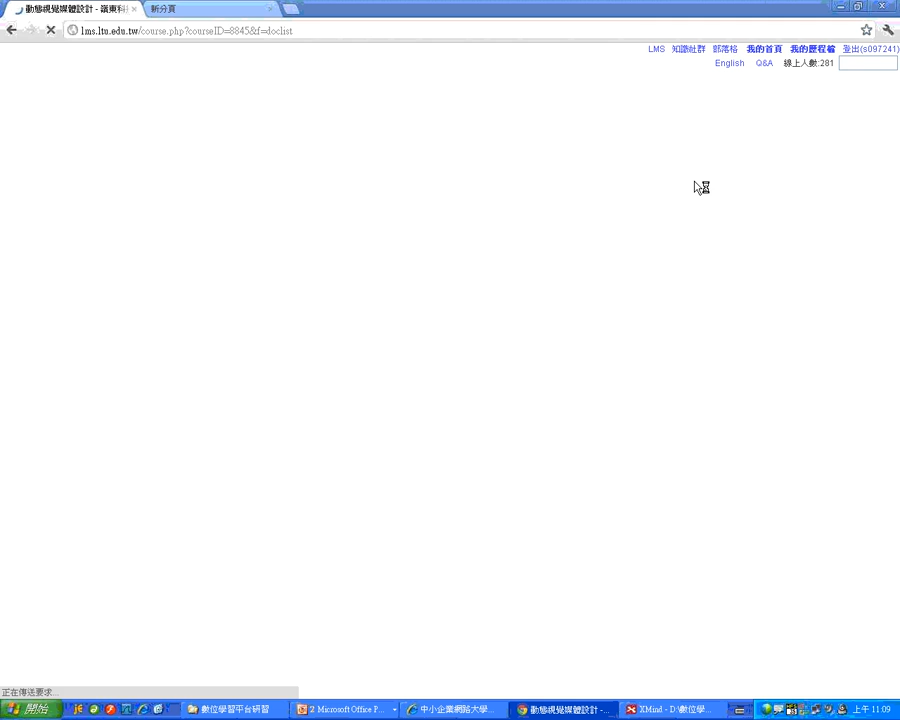 動態視覺媒體設計 - 嶺東科
新分頁
lms.ltu.edu.tw/course.php?courseID=8845&f=doclist
LMS 知識社群 部落格 我的首頁 我的歷程檔 登出(s097241)
English Q&A 線上人數:281
正在傳送要求...
開始 數位學習平台研習 2 Microsoft Office P... 中小企業網路大學... 動態視覺媒體設計 -... XMind - D:\數位學... 上午 11:09